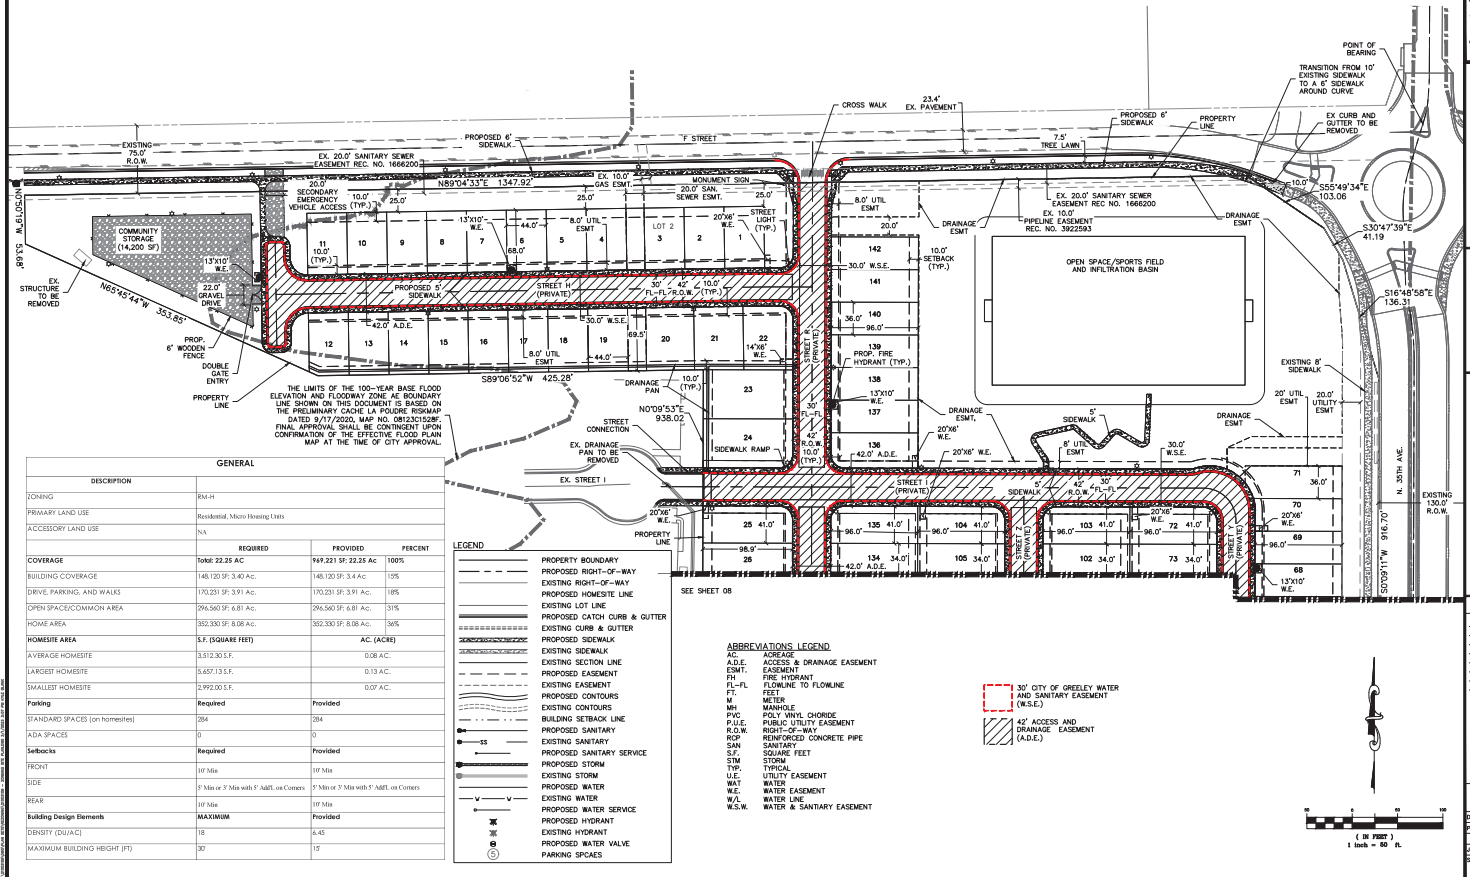 POINT OF
BEARING
TRANSITION FROM 10'
EXISTING SIDEWALK
TO A 6' SIDEWALK
AROUND CURVE
EX CURB AND
GUTTER TO BE
REMOVED
PROPERTY
LINE
PROPOSED 6'
SIDEWALK
7.5'
TREE LAWN
23.4'
EX. PAVEMENT
CROSS WALK
F STREET
PROPOSED 6'
SIDEWALK
EXISTING
75.0'
R.O.W.
EX. 20.0' SANITARY SEWER
EASEMENT REC. NO. 1666200
N89°04'33"E 1347.92'
EX. 10.0'
GAS ESMT.
MONUMENT SIGN
20.0' SAN.
SEWER ESMT.
25.0'
20.0'
SECONDARY
EMERGENCY
VEHICLE ACCESS
10.0'
(TYP.)
25.0'
25.0'
8.0' UTIL
ESMT
EX. 20.0' SANITARY SEWER
EASEMENT REC NO. 1666200
EX. 10.0'
PIPELINE EASEMENT
REC. NO. 3922593
DRAINAGE
ESMT
DRAINAGE
ESMT
10.0'
S55°49'34"E
103.06
S30°47'39"E
41.19
S16°48'58"E
136.31
N0°50'19"W 53.68'
COMMUNITY
STORAGE
(14,200 SF)
13'X10'
W.E.
22.0'
GRAVEL
DRIVE
EX.
STRUCTURE
TO BE
REMOVED
N65°45'44"W 353.85'
PROP.
6' WOODEN
FENCE
DOUBLE
GATE
ENTRY
PROPERTY
LINE
11
10.0'
(TYP.)
10
9
8
7
6
5
4
3
2
1
LOT 2
13'X10'
W.E.
44.0'
68.0'
8.0' UTIL
ESMT
20'X6'
W.E.
STREET
LIGHT
(TYP.)
20.0'
10.0'
SETBACK
(TYP.)
30.0' W.S.E.
142
141
140
139
138
137
136
36.0'
96.0'
OPEN SPACE/SPORTS FIELD
AND INFILTRATION BASIN
PROPOSED 5'
SIDEWALK
STREET H
(PRIVATE)
30'
FL-FL
42'
R.O.W.
10.0'
(TYP.)
42.0' A.D.E.
30.0' W.S.E.
69.5'
12
13
14
15
16
17
18
19
20
21
22
8.0' UTIL
ESMT
44.0'
14'X6'
W.E.
S89°06'52"W 425.28'
STREET R
(PRIVATE)
PROP. FIRE
HYDRANT (TYP.)
13'X10'
W.E.
DRAINAGE
ESMT.
20'X6'
W.E.
30'
FL-FL
42'
R.O.W.
10.0'
(TYP.)
DRAINAGE
PAN
10.0'
(TYP.)
N0°09'53"E
938.02
23
24
SIDEWALK RAMP
STREET
CONNECTION
EX. DRAINAGE
PAN TO BE
REMOVED
EX. STREET I
THE LIMITS OF THE 100-YEAR BASE FLOOD
ELEVATION AND FLOODWAY ZONE AE BOUNDARY
LINE SHOWN ON THIS DOCUMENT IS BASED ON
THE PRELIMINARY CACHE LA POUDRE RISKMAP
DATED 9/17/2020, MAP NO. 08123C1528F.
FINAL APPROVAL SHALL BE CONTINGENT UPON
CONFIRMATION OF THE EFFECTIVE FLOOD PLAIN
MAP AT THE TIME OF CITY APPROVAL.
EXISTING 8'
SIDEWALK
20' UTIL
ESMT
20.0'
UTILITY
ESMT
DRAINAGE
ESMT
5'
SIDEWALK
8' UTIL
ESMT
30.0'
W.S.E.
42.0' A.D.E.
20'X6' W.E.
STREET I
(PRIVATE)
5'
SIDEWALK
42'
R.O.W.
30'
FL-FL
N. 35TH AVE.
EXISTING
130.0'
R.O.W.
S0°09'11"W 916.70'
71
36.0'
70
20'X6'
W.E.
69
96.0'
68
13'X10'
W.E.
20'X6'
W.E.
PROPERTY
LINE
25 41.0'
98.9'
26
135 41.0'
96.0'
134 34.0'
42.0' A.D.E.
104 41.0'
105 34.0'
STREET Z
(PRIVATE)
103 41.0'
96.0'
102 34.0'
20'X6'
W.E.
72 41.0'
96.0'
73 34.0'
STREET Y
(PRIVATE)
SEE SHEET 08
GENERAL
DESCRIPTION
ZONING RM-H
PRIMARY LAND USE Residential, Micro Housing Units
ACCESSORY LAND USE NA
REQUIRED PROVIDED PERCENT
COVERAGE Total: 22.25 AC 969,221 SF; 22.25 Ac 100%
BUILDING COVERAGE 148,120 SF; 3.40 Ac. 148,120 SF; 3.4 Ac 15%
DRIVE, PARKING, AND WALKS 170,231 SF; 3.91 Ac. 170,231 SF; 3.91 Ac. 18%
OPEN SPACE/COMMON AREA 296,560 SF; 6.81 Ac. 296,560 SF; 6.81 Ac. 31%
HOME AREA 352,330 SF; 8.08 Ac. 352,330 SF; 8.08 Ac. 36%
HOMESITE AREA S.F. (SQUARE FEET) AC. (ACRE)
AVERAGE HOMESITE 3,512.30 S.F. 0.08 AC.
LARGEST HOMESITE 5,657.13 S.F. 0.13 AC.
SMALLEST HOMESITE 2,992.00 S.F. 0.07 AC.
Parking Required Provided
STANDARD SPACES (on homesites) 284 284
ADA SPACES 0 0
Setbacks Required Provided
FRONT 10' Min 10' Min
SIDE 5' Min or 3' Min with 5' Add'L on Corners 5' Min or 3' Min with 5' Add'L on Corners
REAR 10' Min 10' Min
Building Design Elements MAXIMUM Provided
DENSITY (DU/AC) 18 6.45
MAXIMUM BUILDING HEIGHT (FT) 30' 15'
LEGEND
PROPERTY BOUNDARY
PROPOSED RIGHT-OF-WAY
EXISTING RIGHT-OF-WAY
PROPOSED HOMESITE LINE
EXISTING LOT LINE
PROPOSED CATCH CURB & GUTTER
EXISTING CURB & GUTTER
PROPOSED SIDEWALK
EXISTING SIDEWALK
EXISTING SECTION LINE
PROPOSED EASEMENT
EXISTING EASEMENT
PROPOSED CONTOURS
EXISTING CONTOURS
BUILDING SETBACK LINE
PROPOSED SANITARY
SS EXISTING SANITARY
PROPOSED SANITARY SERVICE
PROPOSED STORM
EXISTING STORM
PROPOSED WATER
EXISTING WATER
PROPOSED WATER SERVICE
PROPOSED HYDRANT
EXISTING HYDRANT
PROPOSED WATER VALVE
5 PARKING SPCAES
ABBREVIATIONS LEGEND
AC. ACREAGE
A.D.E. ACCESS & DRAINAGE EASEMENT
ESMT. EASEMENT
FH FIRE HYDRANT
FL-FL FLOWLINE TO FLOWLINE
FT. FEET
M METER
MH MANHOLE
PVC POLY VINYL CHORIDE
P.U.E. PUBLIC UTILITY EASEMENT
R.O.W. RIGHT-OF-WAY
RCP REINFORCED CONCRETE PIPE
SAN SANITARY
S.F. SQUARE FEET
STM STORM
TYP. TYPICAL
U.E. UTILITY EASEMENT
WAT WATER
W.E. WATER EASEMENT
W/L WATER LINE
W.S.W. WATER & SANTIARY EASEMENT
30' CITY OF GREELEY WATER
AND SANITARY EASEMENT
(W.S.E.)
42' ACCESS AND
DRAINAGE EASEMENT
(A.D.E.)
50 0 50 100
( IN FEET )
1 inch = 50 ft.